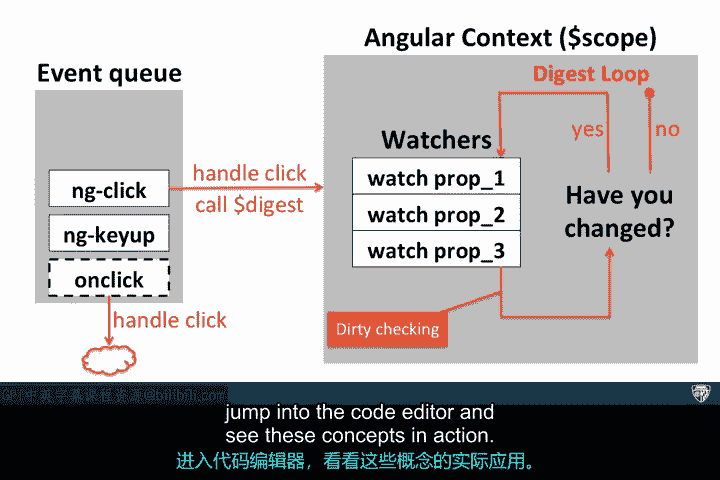 Angular Context ($scope)
Event queue
Digest Loop
yes
no
Watchers
handle click
call $digest
ng-click
ng-keyup
onclick
watch prop_1
watch prop_2
watch prop_3
Have you
changed?
handle click
Dirty checking
jump into the code editor and
see these concepts in action.
进入代码编辑器，看看这些概念的实际应用。